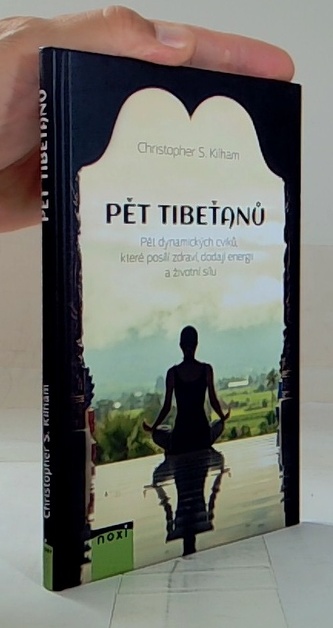 Christopher S. Kilham
PĚT TIBEŤANŮ
Pět dynamických cviků,
které posílí zdraví, dodají energii
a životní sílu
noxi
PĚT TIBEŤANŮ
Christopher S. Kilham